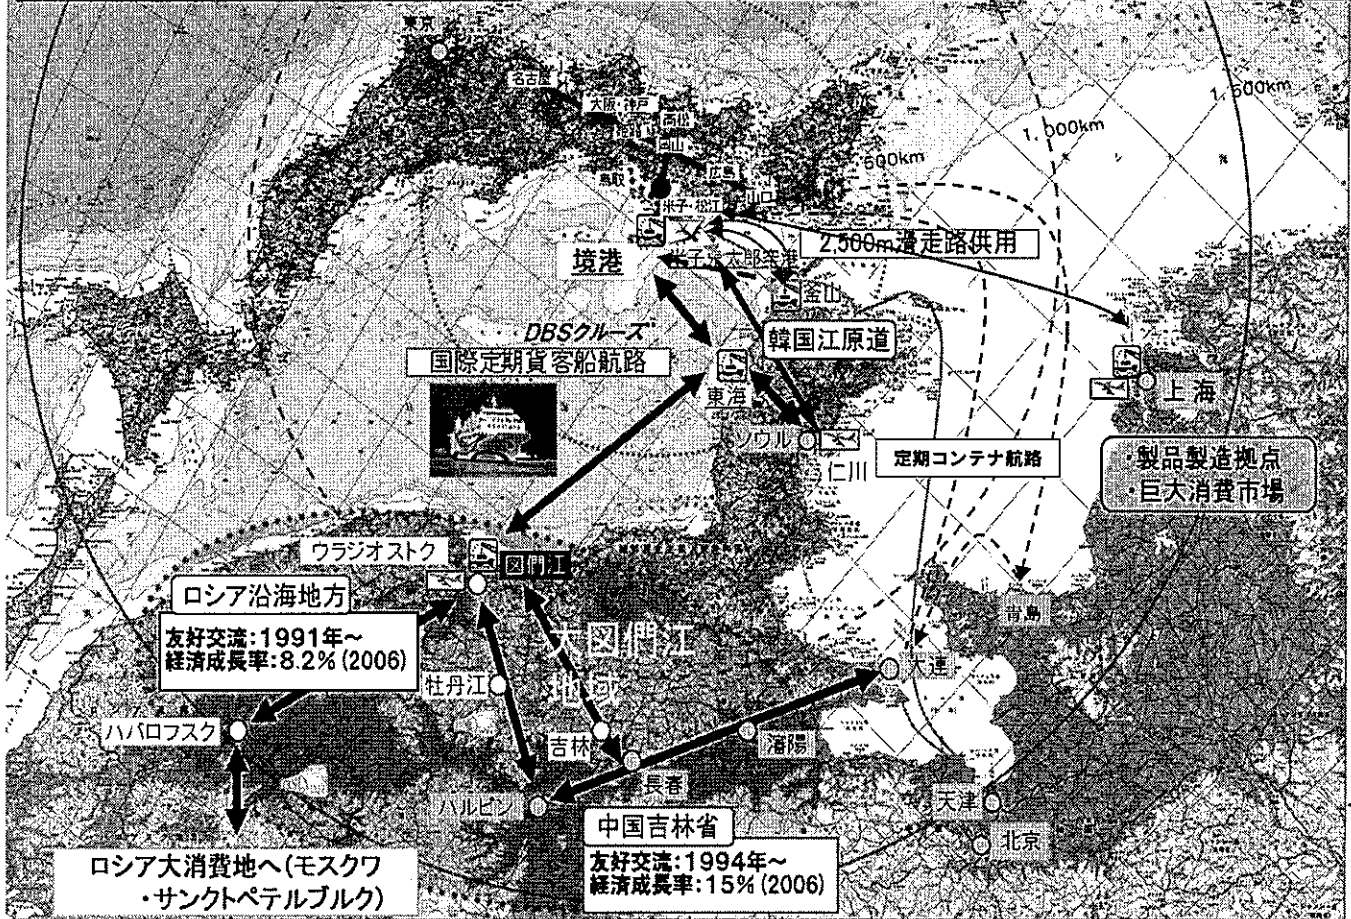 東京
名古屋
大阪・神戸
高松
岡山
鳥取
広島
山口
米子・松江
1,500km
1,000km
500km
2,500m滑走路供用
境港
釜山
韓国江原道
DBSクルーズ
国際定期貨客船航路
東海
上海
ソウル
仁川
定期コンテナ航路
・製品製造拠点
・巨大消費市場
ウラジオストク
図們江
ロシア沿海地方
友好交流:1991年~
経済成長率:8.2%(2006)
大図們江
地域
青島
大連
牡丹江
ハバロフスク
吉林
瀋陽
長春
ハルビン
天津
北京
中国吉林省
友好交流:1994年~
経済成長率:15%(2006)
ロシア大消費地へ(モスクワ
・サンクトペテルブルク)